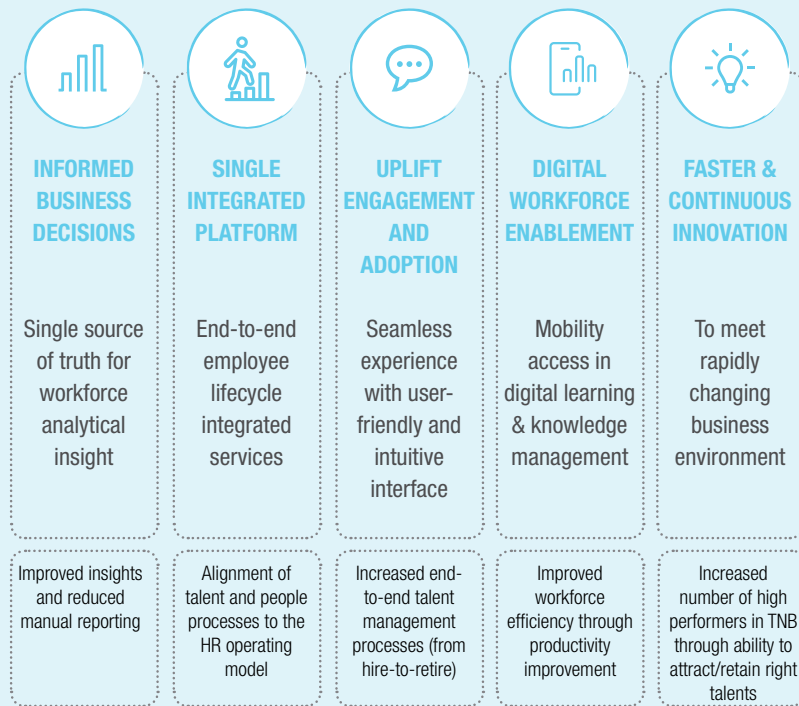 INFORMED
BUSINESS
DECISIONS
Single source
of truth for
workforce
analytical
insight
Improved insights
and reduced
manual reporting
SINGLE
INTEGRATED
PLATFORM
End-to-end
employee
lifecycle
integrated
services
Alignment of
talent and people
processes to the
HR operating
model
UPLIFT
ENGAGEMENT
AND
ADOPTION
Seamless
experience
with user-
friendly and
intuitive
interface
Increased end-
to-end talent
management
processes (from
hire-to-retire)
DIGITAL
WORKFORCE
ENABLEMENT
Mobility
access in
digital learning
& knowledge
management
Improved
workforce
efficiency through
productivity
improvement
FASTER &
CONTINUOUS
INNOVATION
To meet
rapidly
changing
business
environment
Increased
number of high
performers in TNB
through ability to
attract/retain right
talents